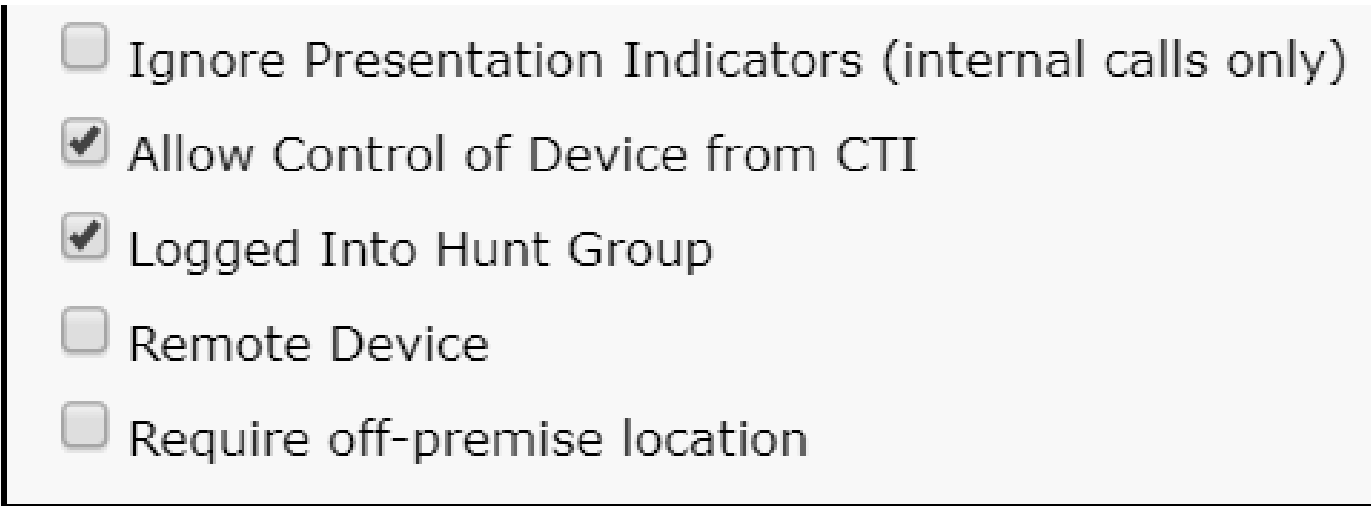 Ignore Presentation Indicators (internal calls only)
Allow Control of Device from CTI
Logged Into Hunt Group
Remote Device
Require off-premise location